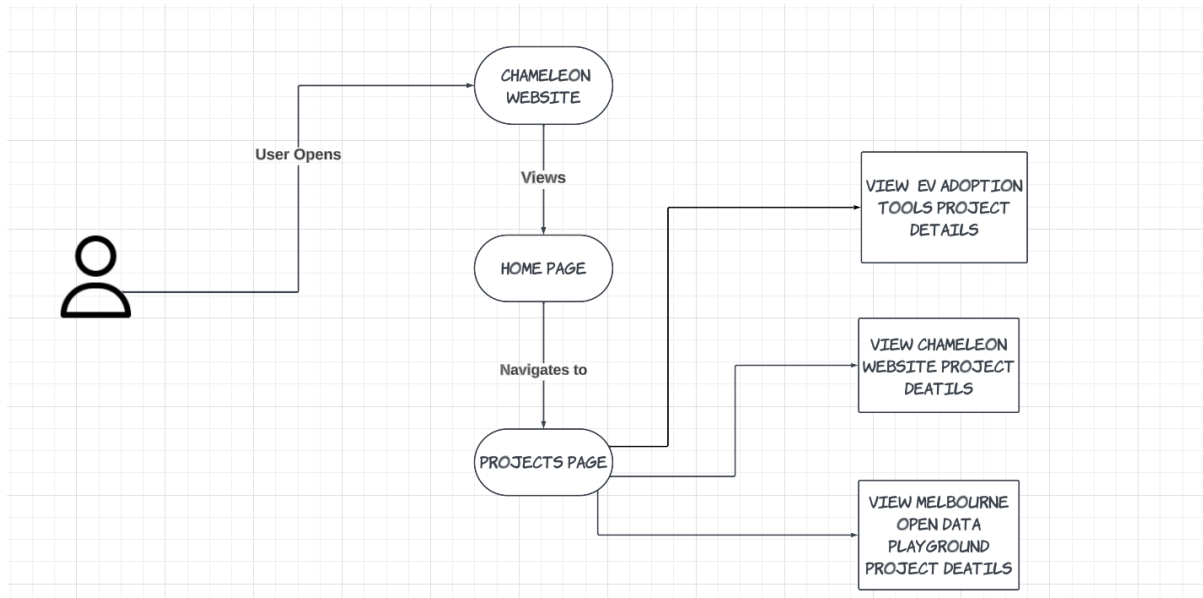 CHAMELEON
WEBSITE
User Opens
Views
HOME PAGE
Navigates to
PROJECTS PAGE
VIEW EV ADOPTION
TOOLS PROJECT
DETAILS
VIEW CHAMELEON
WEBSITE PROJECT
DEATILS
VIEW MELBOURNE
OPEN DATA
PLAYGROUND
PROJECT DEATILS